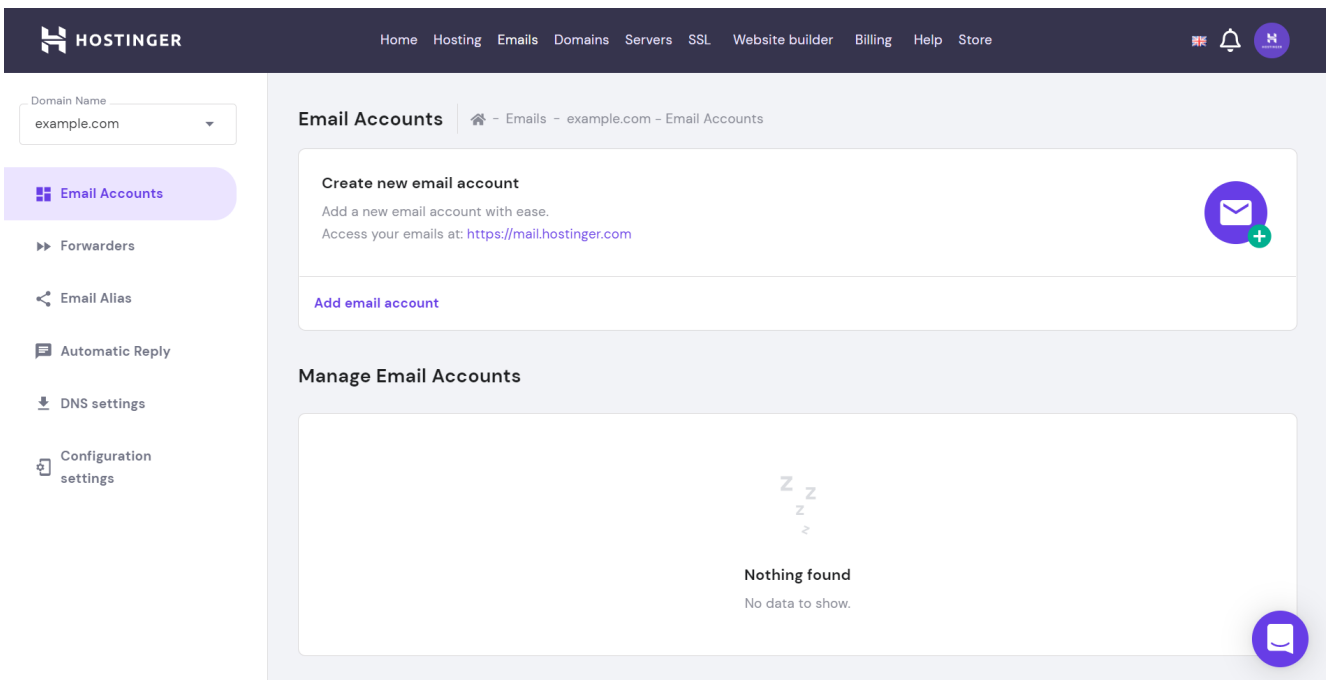 HOSTINGER
Home Hosting Emails Domains Servers SSL Website builder Billing Help Store
HOSTINGER
Domain Name
example.com
Email Accounts
Forwarders
Email Alias
Automatic Reply
DNS settings
Configuration
settings
Email Accounts
- Emails - example.com - Email Accounts
Create new email account
Add a new email account with ease.
Access your emails at: https://mail.hostinger.com
Add email account
Manage Email Accounts
z z
z
z
Nothing found
No data to show.